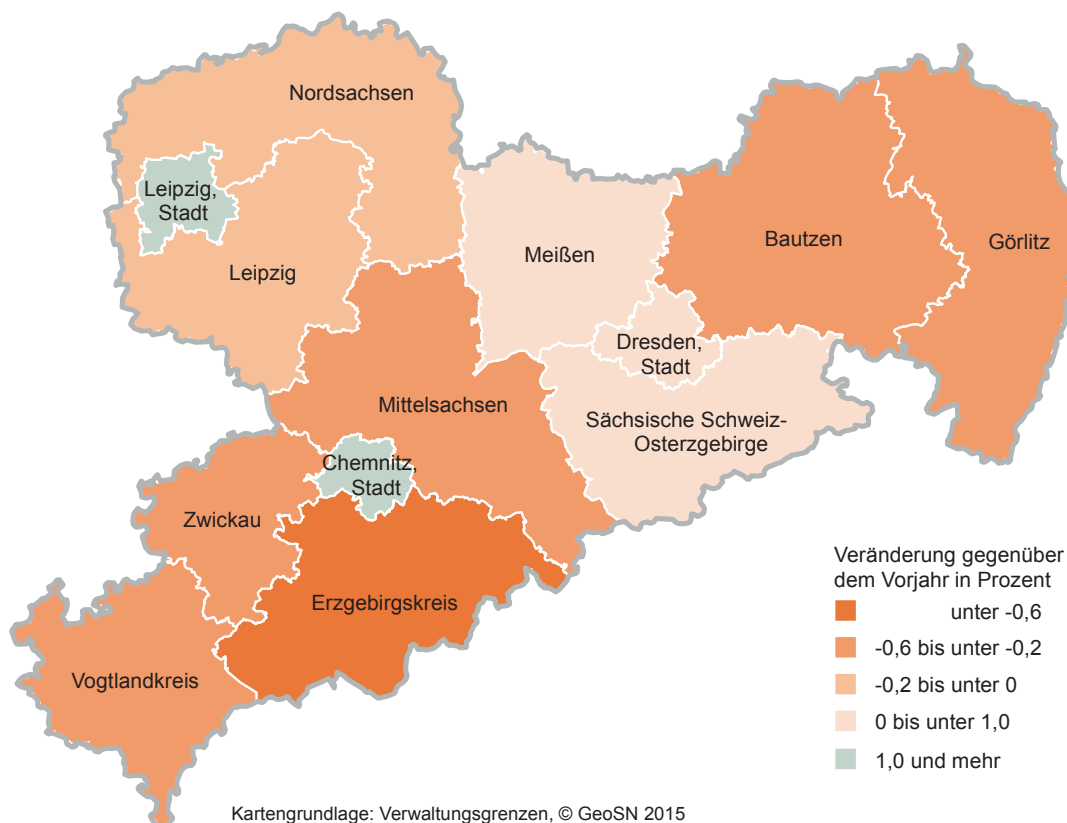 Nordsachsen
Leipzig,
Stadt
Leipzig
Meißen
Bautzen
Görlitz
Dresden,
Stadt
Mittelsachsen
Sächsische Schweiz-
Osterzgebirge
Chemnitz,
Stadt
Zwickau
Erzgebirgskreis
Vogtlandkreis
Veränderung gegenüber
dem Vorjahr in Prozent
unter -0,6
-0,6 bis unter -0,2
-0,2 bis unter 0
0 bis unter 1,0
1,0 und mehr
Kartengrundlage: Verwaltungsgrenzen, © GeoSN 2015